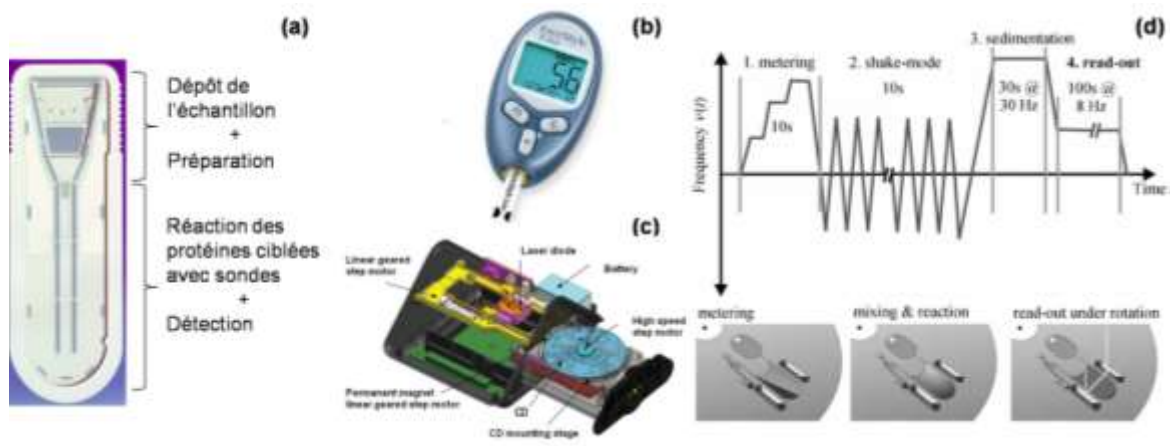 (a)
Dépôt de
l'échantillon
+
Préparation
Réaction des
protéines ciblées
avec sondes
+
Détection
(b)
56
(c)
Laser diode
Linear geared
step motor
Battery
High speed
step motor
Permanent magnet
linear geared step motor
CD
CD mounting stage
(d)
Frequency ν(t)
1. metering
10s
2. shake-mode
10s
3. sedimentation
30s @
30 Hz
4. read-out
100s @
8 Hz
Time
metering
mixing & reaction
read-out under rotation